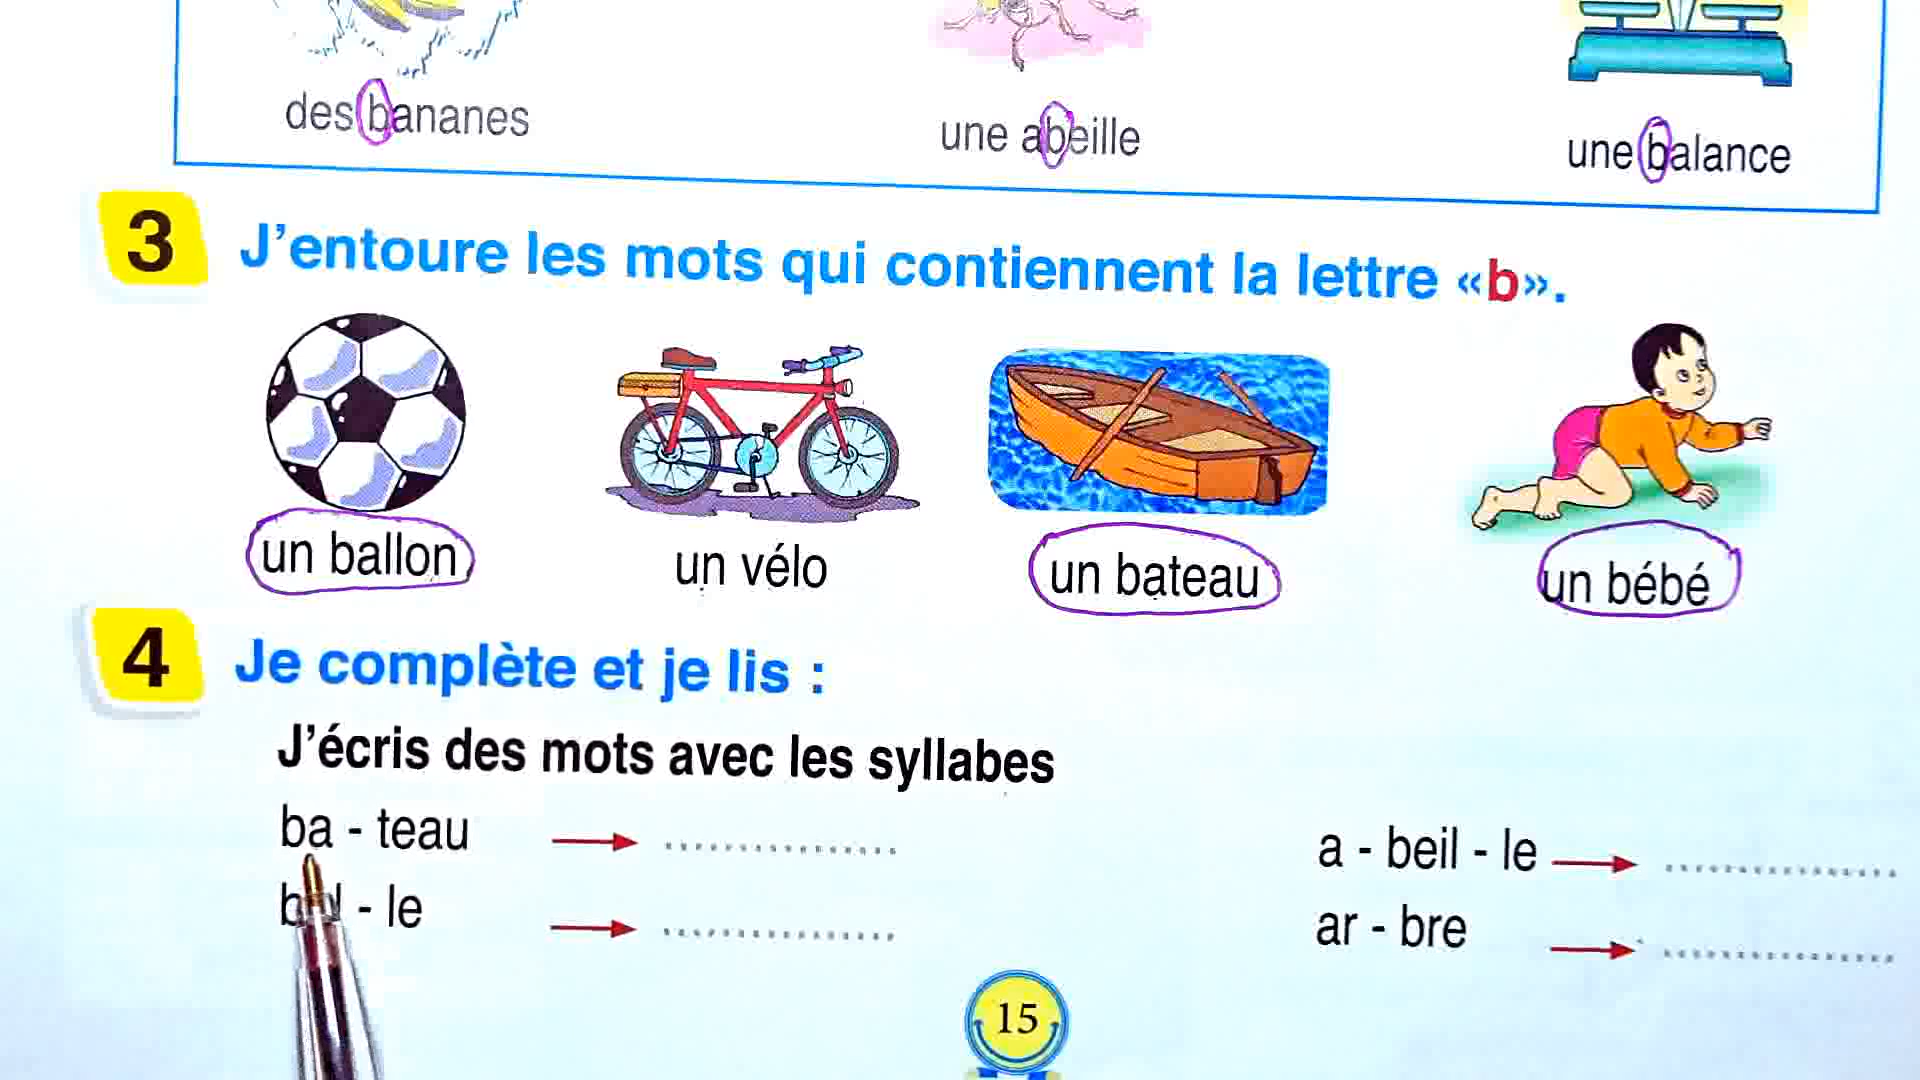 des bananes
une abeille
une balance
3 J'entoure les mots qui contiennent la lettre «b».
un ballon
un vélo
un bateau
un bébé
4 Je complète et je lis :
J'écris des mots avec les syllabes
ba - teau
a - beil - le
- le
ar - bre
15